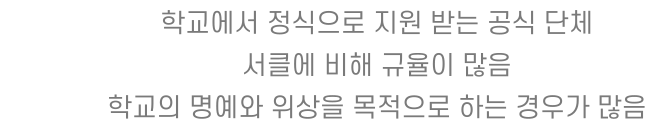 학교에서 정식으로 지원 받는 공식 단체
서클에 비해 규율이 많음
학교의 명예와 위상을 목적으로 하는 경우가 많음